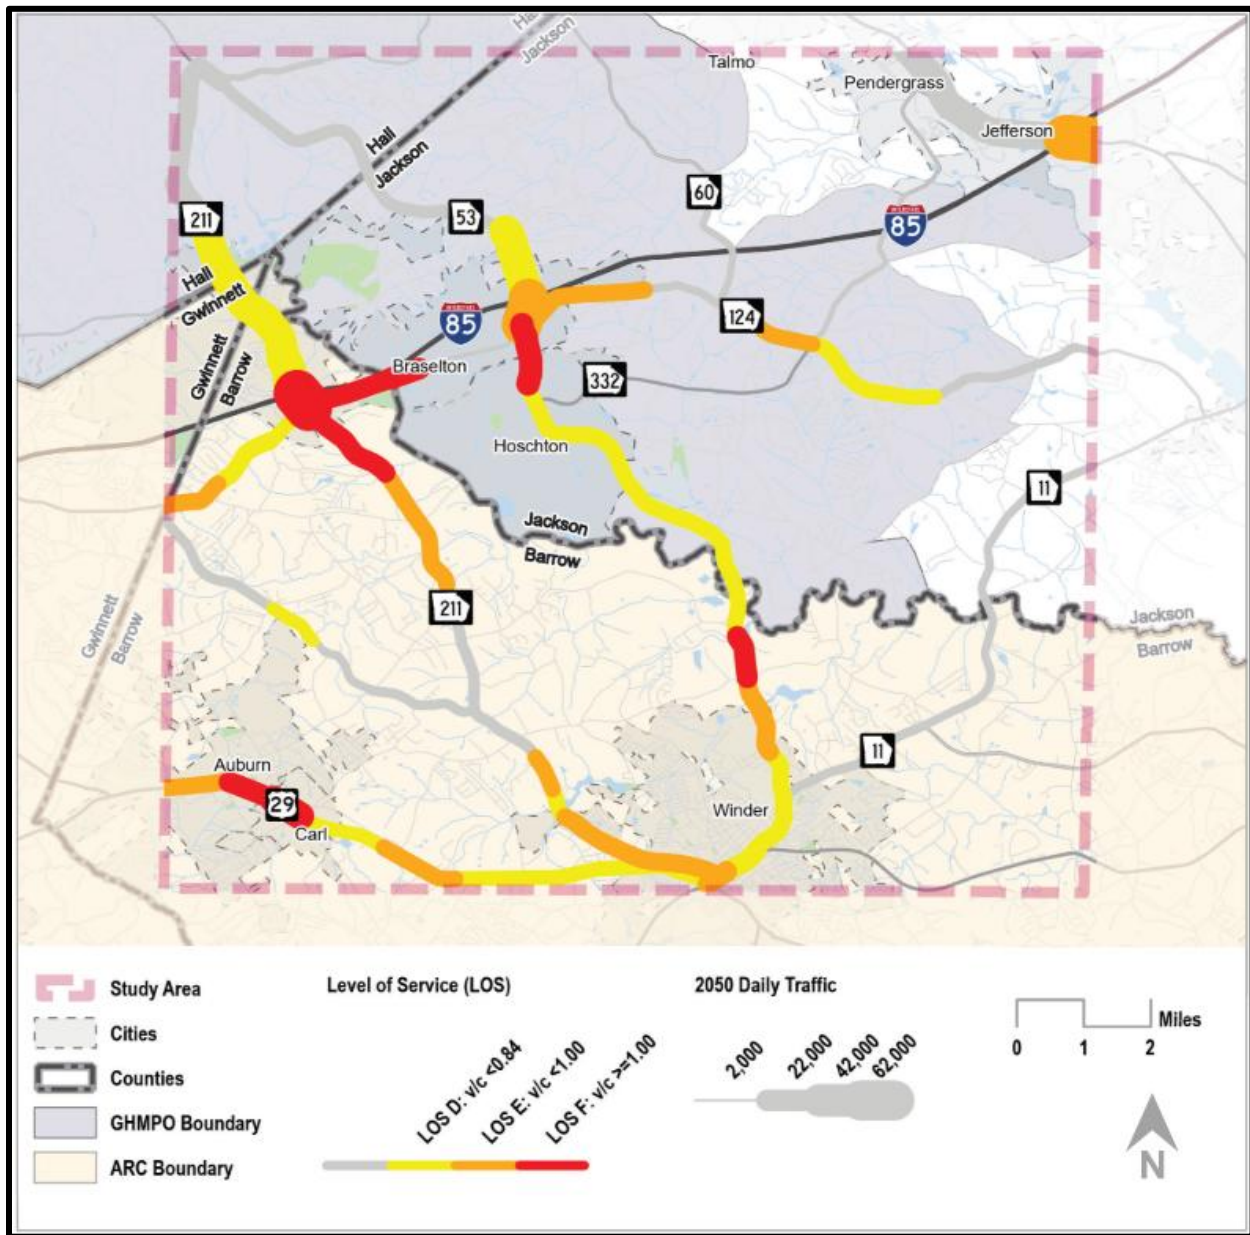 Hall
Jackson
Talmo
Pendergrass
Jefferson
Hall
Jackson
60
53
211
85
Hall
Gwinnett
85
124
Gwinnett
Barrow
Braselton
332
Hoschton
11
Jackson
Barrow
211
Gwinnett
Barrow
Jackson
Barrow
11
Auburn
29
Carl
Winder
Study Area
Cities
Counties
GHMPO Boundary
ARC Boundary
Level of Service (LOS)
LOS D: v/c <0.84
LOS E: v/c <1.00
LOS F: v/c >=1.00
2050 Daily Traffic
2,000
22,000
42,000
62,000
Miles
0 1 2
N